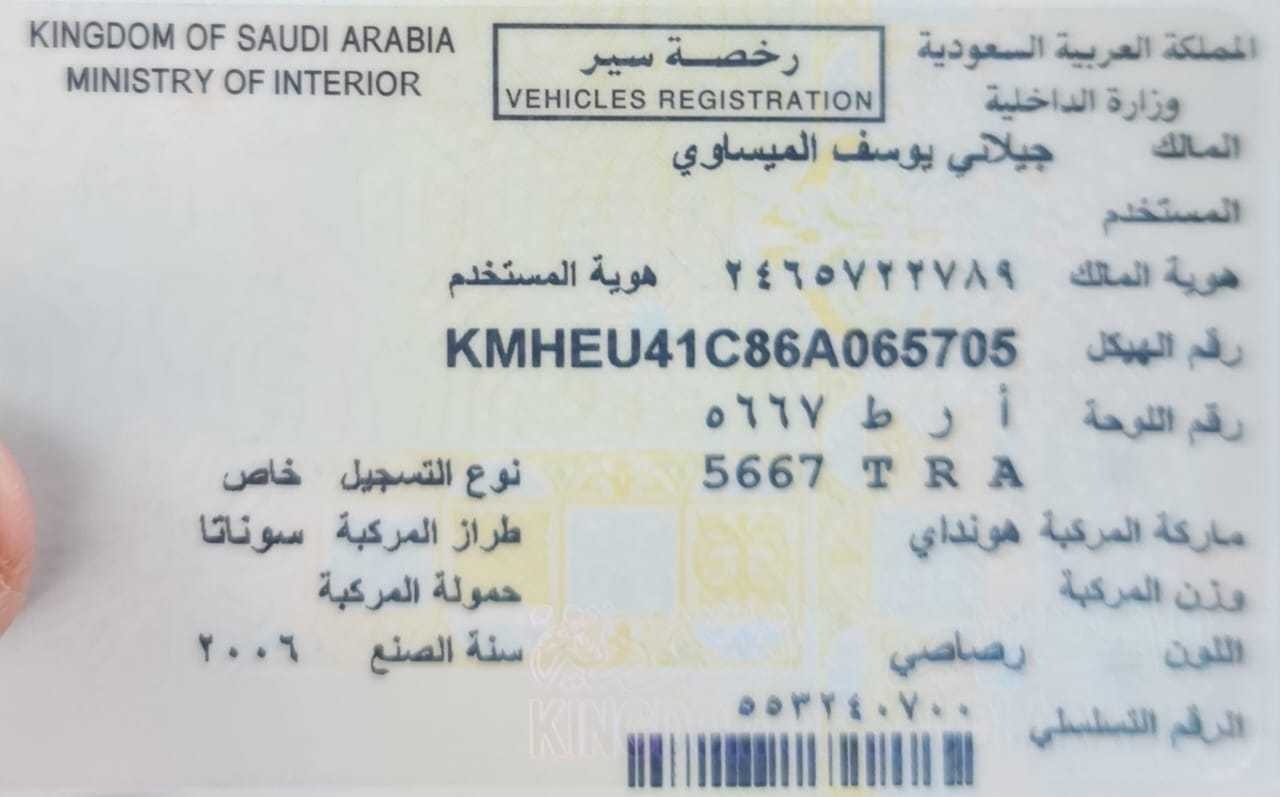 KINGDOM OF SAUDI ARABIA
MINISTRY OF INTERIOR
رخصة سير
VEHICLES REGISTRATION
المملكة العربية السعودية
وزارة الداخلية
المالك جيلاني يوسف الميساوي
المستخدم
هوية المالك ٢٤٦٥٧٢٢٧٨٩ هوية المستخدم
رقم الهيكل KMHEU41C86A065705
رقم اللوحة أ ر ط ٥٦٦٧
5667 T R A نوع التسجيل خاص
ماركة المركبة هونداي طراز المركبة سوناتا
وزن المركبة حمولة المركبة
اللون رصاصي سنة الصنع ٢٠٠٦
الرقم التسلسلي ٥٥٣٢٤٠٧٠٠